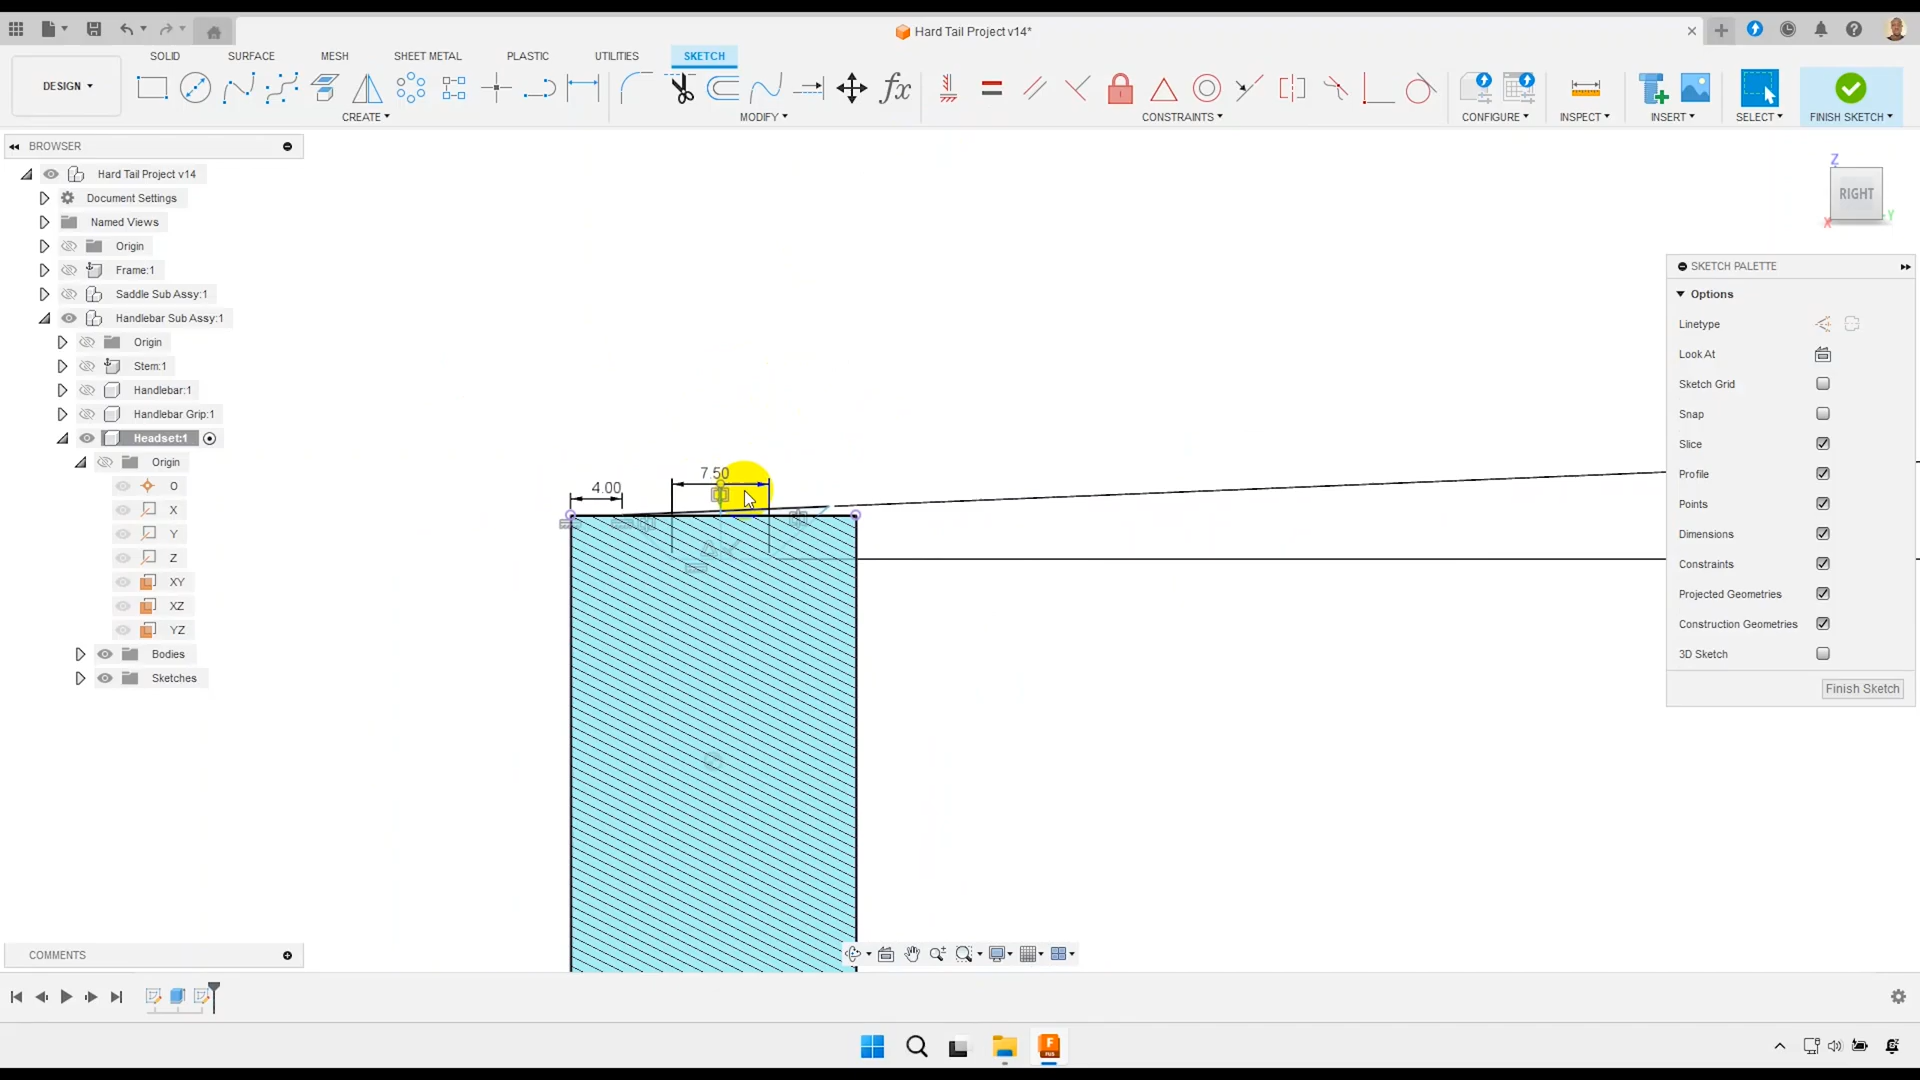 Hard Tail Project v14*
SOLID SURFACE MESH SHEET METAL PLASTIC UTILITIES SKETCH
DESIGN
fx
CREATE MODIFY CONSTRAINTS CONFIGURE INSPECT INSERT SELECT FINISH SKETCH
BROWSER
Hard Tail Project v14
Document Settings
Named Views
Origin
Frame:1
Saddle Sub Assy:1
Handlebar Sub Assy:1
Origin
Stem:1
Handlebar:1
Handlebar Grip:1
Headset:1
Origin
O
X
Y
Z
XY
XZ
YZ
Bodies
Sketches
7.50
4.00
Z
RIGHT
Y
X
SKETCH PALETTE
Options
Linetype
Look At
Sketch Grid
Snap
Slice
Profile
Points
Dimensions
Constraints
Projected Geometries
Construction Geometries
3D Sketch
Finish Sketch
COMMENTS
F